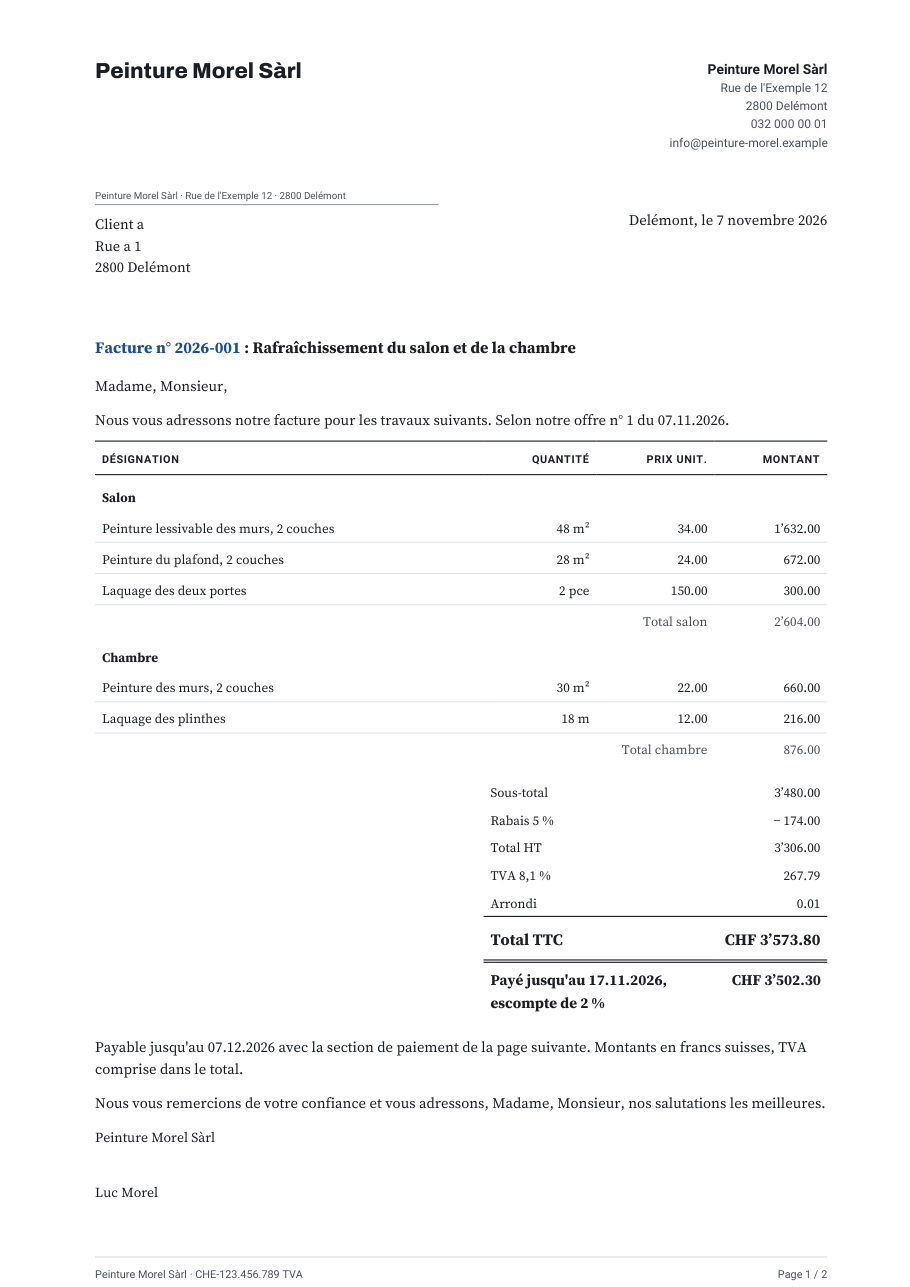 Peinture Morel Sàrl
Peinture Morel Sàrl
Rue de l'Exemple 12
2800 Delémont
032 000 00 01
info@peinture-morel.example
Peinture Morel Sàrl · Rue de l'Exemple 12 · 2800 Delémont
Client a
Rue a 1
2800 Delémont
Delémont, le 7 novembre 2026
Facture n° 2026-001 : Rafraîchissement du salon et de la chambre
Madame, Monsieur,
Nous vous adressons notre facture pour les travaux suivants. Selon notre offre n° 1 du 07.11.2026.
DÉSIGNATION QUANTITÉ PRIX UNIT. MONTANT
Salon
Peinture lessivable des murs, 2 couches 48 m² 34.00 1’632.00
Peinture du plafond, 2 couches 28 m² 24.00 672.00
Laquage des deux portes 2 pce 150.00 300.00
Total salon 2’604.00
Chambre
Peinture des murs, 2 couches 30 m² 22.00 660.00
Laquage des plinthes 18 m 12.00 216.00
Total chambre 876.00
Sous-total 3’480.00
Rabais 5 % − 174.00
Total HT 3’306.00
TVA 8,1 % 267.79
Arrondi 0.01
Total TTC CHF 3’573.80
Payé jusqu'au 17.11.2026, CHF 3’502.30
escompte de 2 %
Payable jusqu'au 07.12.2026 avec la section de paiement de la page suivante. Montants en francs suisses, TVA
comprise dans le total.
Nous vous remercions de votre confiance et vous adressons, Madame, Monsieur, nos salutations les meilleures.
Peinture Morel Sàrl
Luc Morel
Peinture Morel Sàrl · CHE-123.456.789 TVA Page 1 / 2